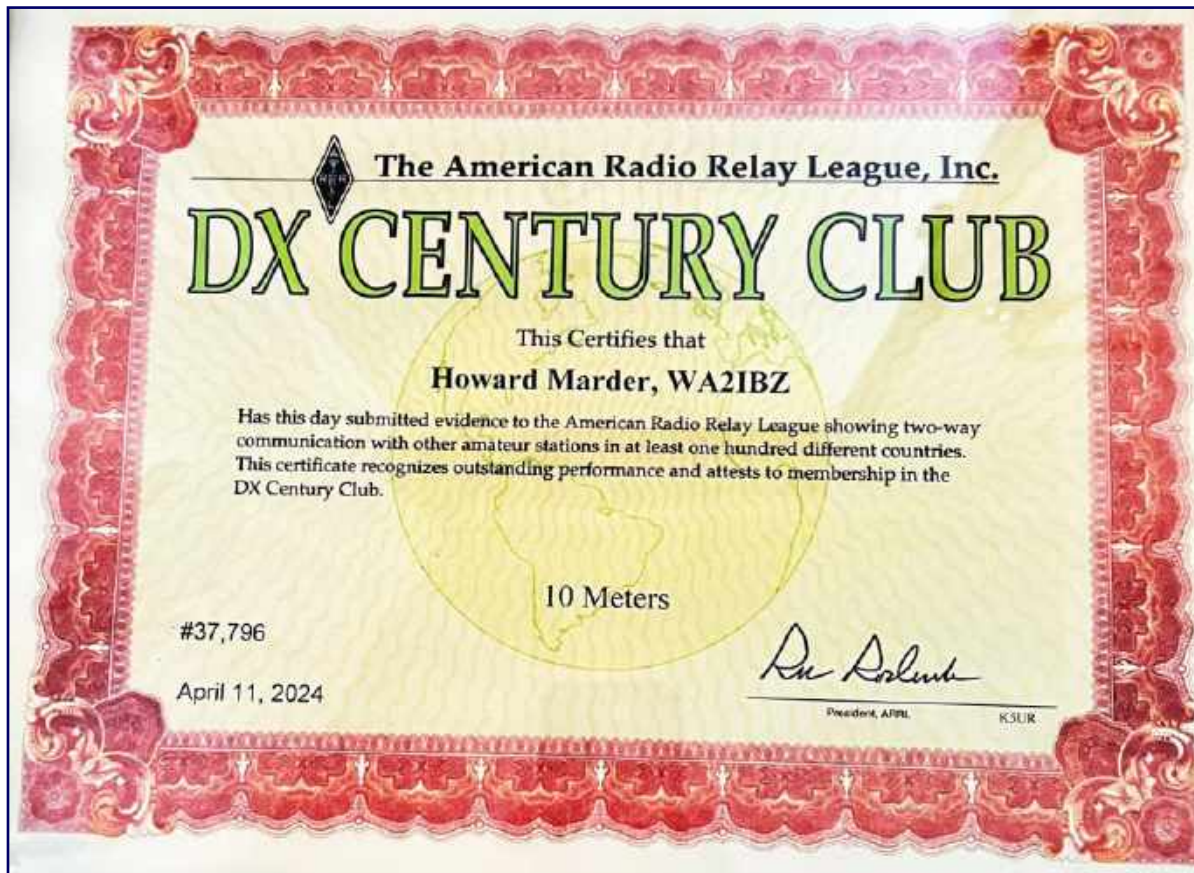 The American Radio Relay League, Inc.
DX CENTURY CLUB
This Certifies that
Howard Marder, WA2IBZ
Has this day submitted evidence to the American Radio Relay League showing two-way
communication with other amateur stations in at least one hundred different countries.
This certificate recognizes outstanding performance and attests to membership in the
DX Century Club.
10 Meters
#37,796
April 11, 2024
President, ARRL
K5UR